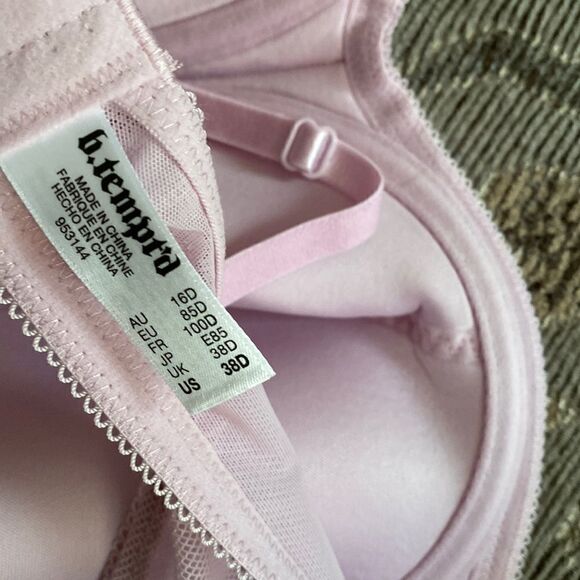 b.tempt'd
MADE IN CHINA
FABRIQUE EN CHINE
HECHO EN CHINA
953144
AU 16D
EUR 85D
FR 100D
JP E85
UK 38D
US 38D